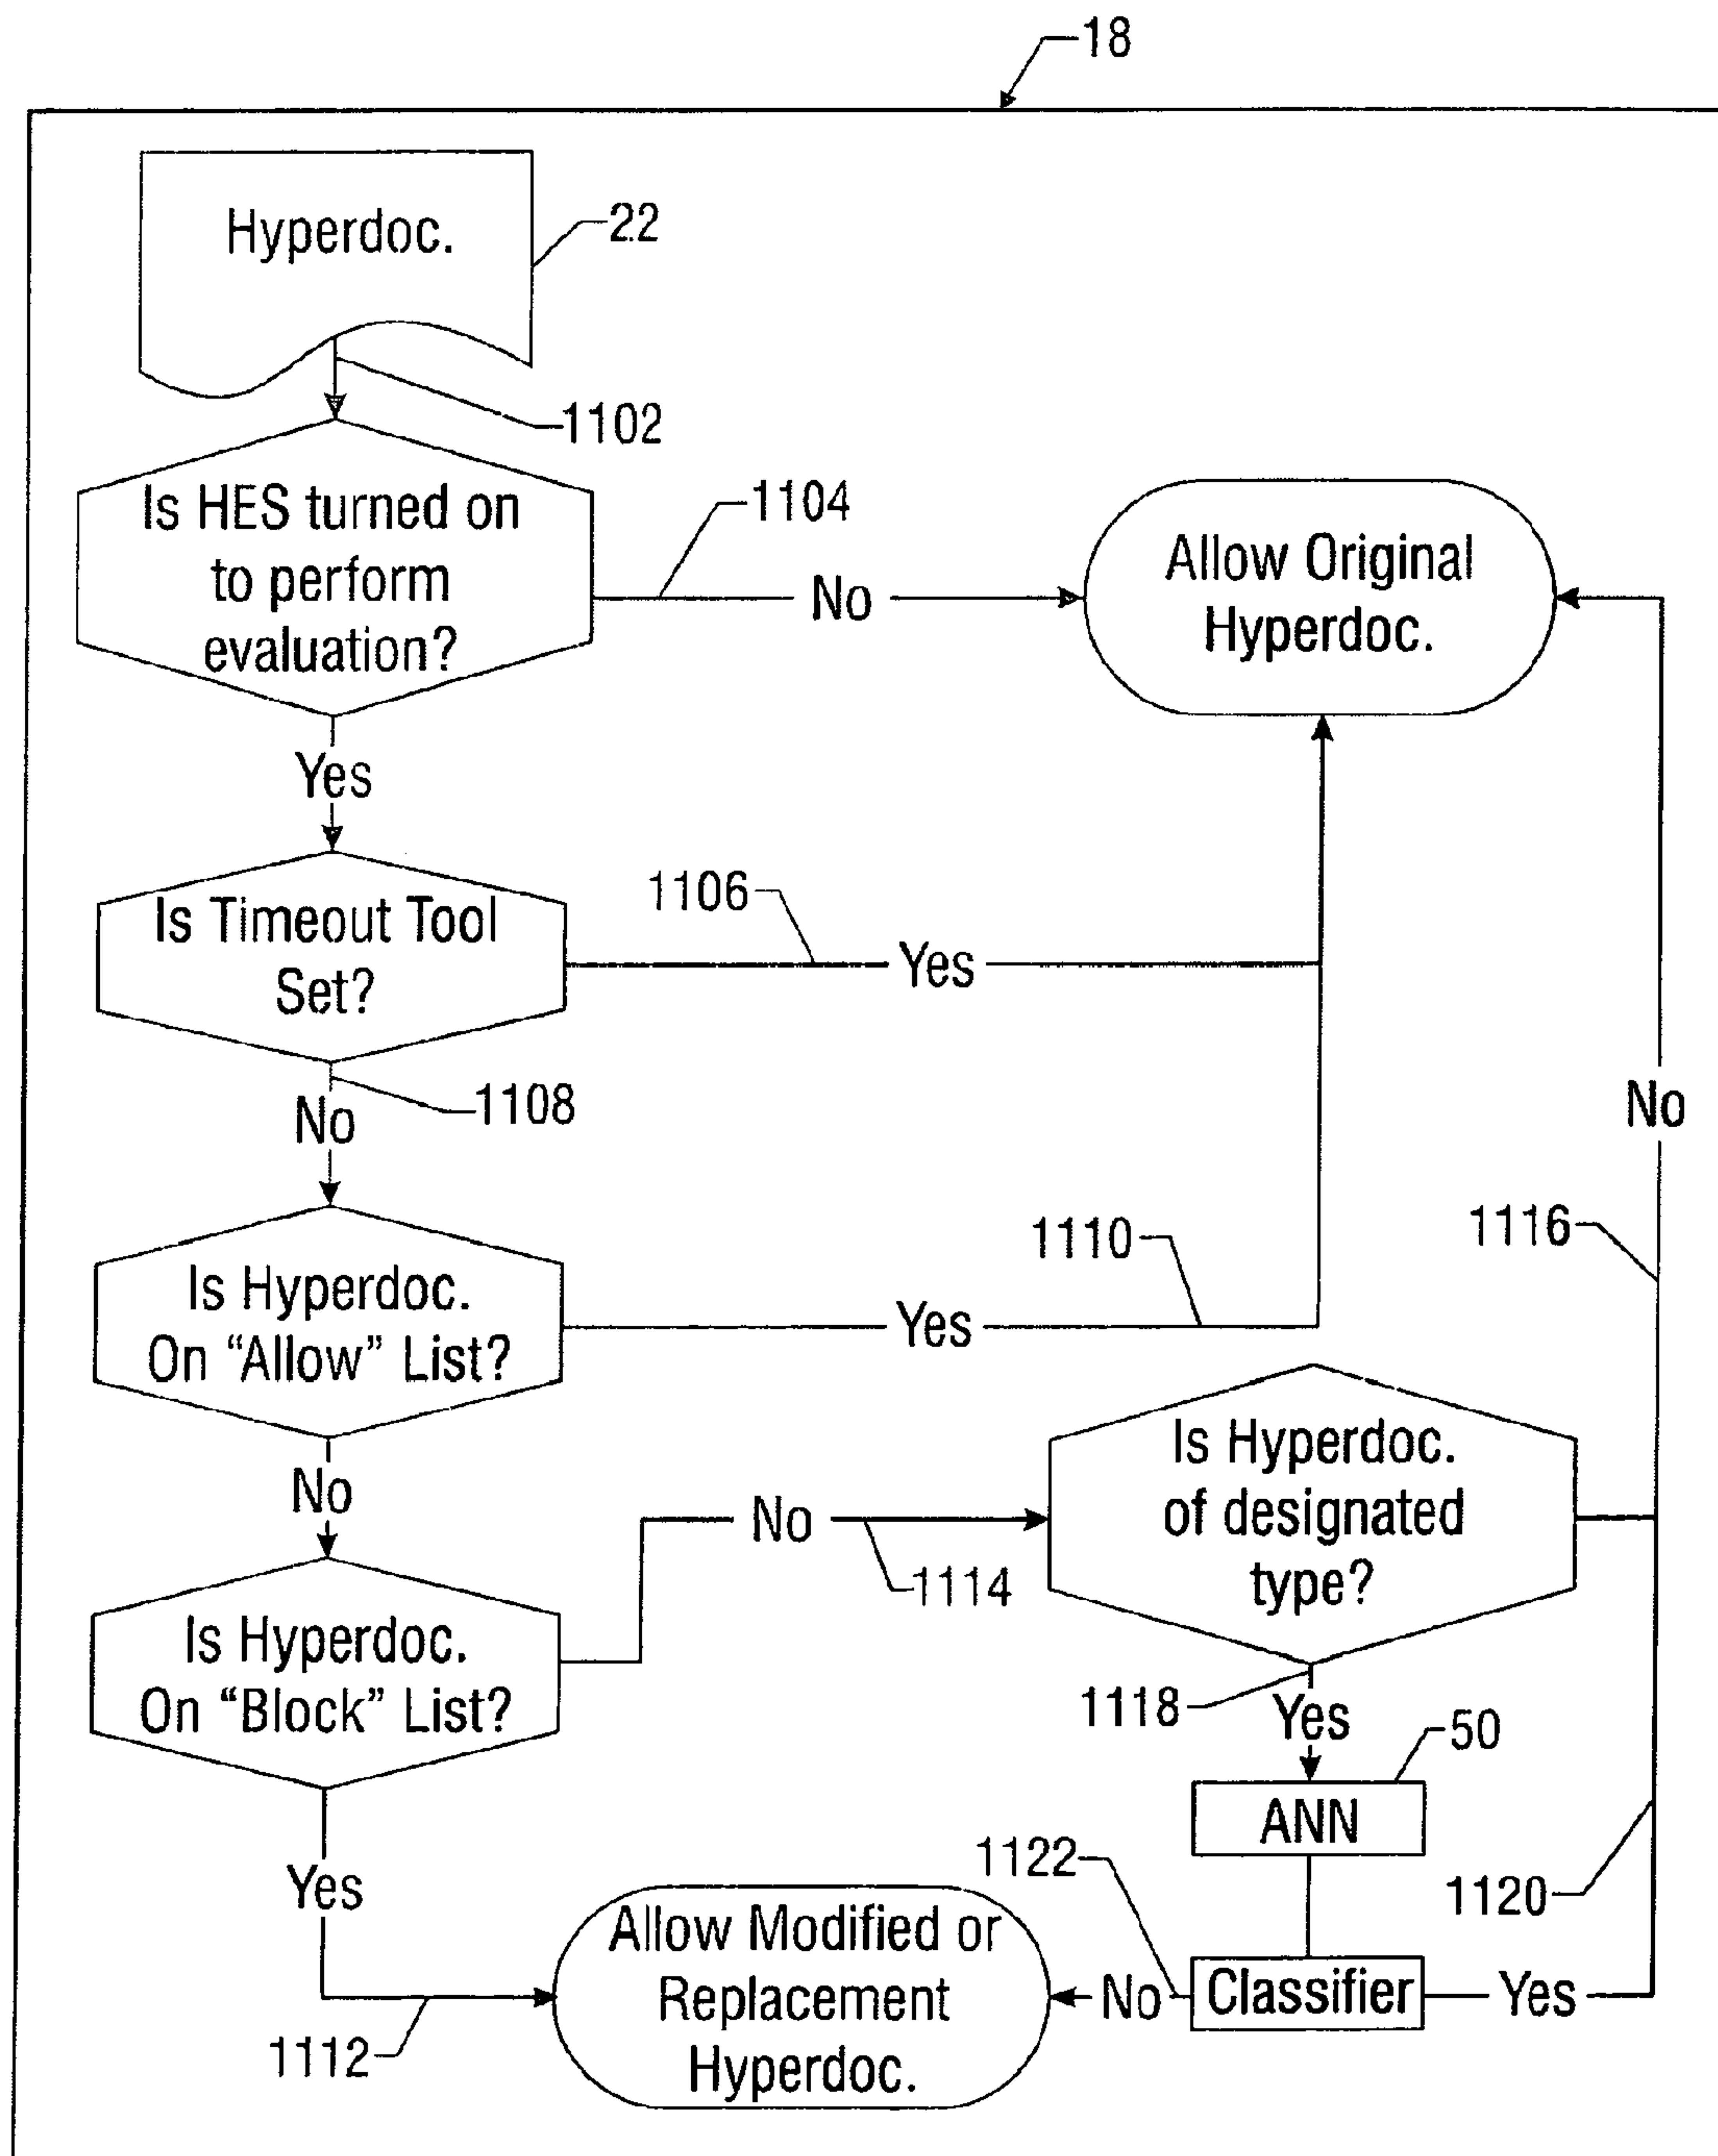 18
Hyperdoc.
22
1102
Is HES turned on
to perform
evaluation?
1104
No
Allow Original
Hyperdoc.
Yes
Is Timeout Tool
Set?
1106
Yes
1108
No
No
Is Hyperdoc.
On “Allow” List?
1110
Yes
1116
No
Is Hyperdoc.
On “Block” List?
No
1114
Is Hyperdoc.
of designated
type?
1118
Yes
50
ANN
1120
Yes
1112
Allow Modified or
Replacement
Hyperdoc.
1122
No
Classifier
Yes